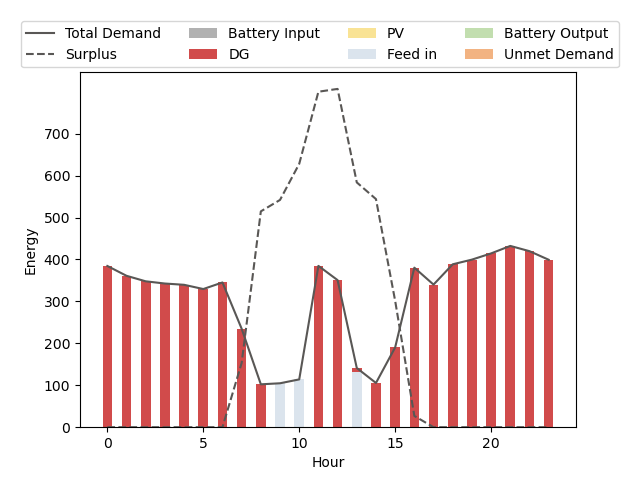 Total Demand Battery Input PV Battery Output
Surplus DG Feed in Unmet Demand
700
600
500
400
300
200
100
0
Energy
0 5 10 15 20
Hour